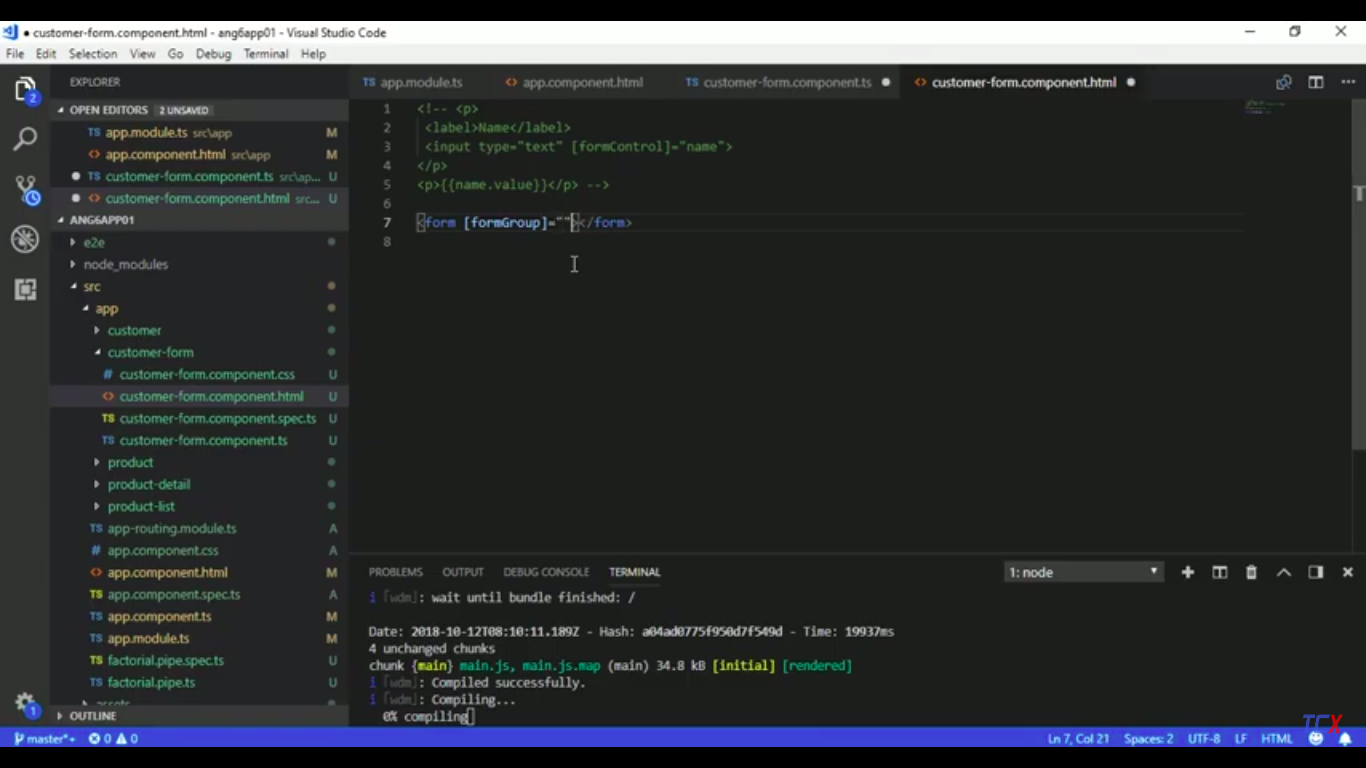 ● customer-form.component.html - ang6app01 - Visual Studio Code
File Edit Selection View Go Debug Terminal Help
EXPLORER
TS app.module.ts <> app.component.html TS customer-form.component.ts ● <> customer-form.component.html ●
OPEN EDITORS 2 UNSAVED
TS app.module.ts src\app M
<> app.component.html src\app M
● TS customer-form.component.ts src\ap... U
● <> customer-form.component.html src... U
ANG6APP01
e2e
node_modules
src
app
customer
customer-form
# customer-form.component.css U
<> customer-form.component.html U
TS customer-form.component.spec.ts U
TS customer-form.component.ts U
product
product-detail
product-list
TS app-routing.module.ts A
# app.component.css A
<> app.component.html M
TS app.component.spec.ts A
TS app.component.ts M
TS app.module.ts M
TS factorial.pipe.spec.ts U
TS factorial.pipe.ts U
assets
OUTLINE
2
1
1 <!-- <p>
2 <label>Name</label>
3 <input type="text" [formControl]="name">
4 </p>
5 <p>{{name.value}}</p> -->
6
7 <form [formGroup]=""></form>
8
PROBLEMS OUTPUT DEBUG CONSOLE TERMINAL 1: node
i ｢wdm｣: wait until bundle finished: /
Date: 2018-10-12T08:10:11.189Z - Hash: a04ad0775f950d7f549d - Time: 19937ms
4 unchanged chunks
chunk {main} main.js, main.js.map (main) 34.8 kB [initial] [rendered]
i ｢wdm｣: Compiled successfully.
i ｢wdm｣: Compiling...
0% compiling
TCX
master*+ 0 0 Ln 7, Col 21 Spaces: 2 UTF-8 LF HTML